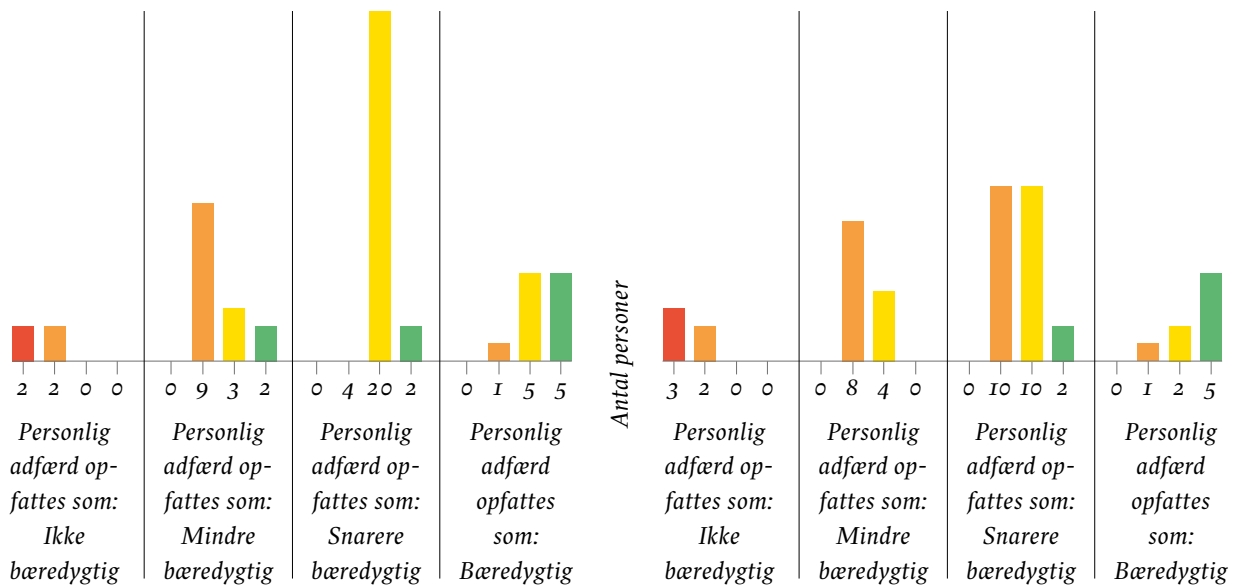 2 2 0 0
0 9 3 2
0 4 20 2
0 1 5 5
Personlig
adfærd op-
fattes som:
Ikke
bæredygtig
Personlig
adfærd op-
fattes som:
Mindre
bæredygtig
Personlig
adfærd op-
fattes som:
Snarere
bæredygtig
Personlig
adfærd
opfattes
som:
Bæredygtig
Antal personer
3 2 0 0
0 8 4 0
0 10 10 2
0 1 2 5
Personlig
adfærd op-
fattes som:
Ikke
bæredygtig
Personlig
adfærd op-
fattes som:
Mindre
bæredygtig
Personlig
adfærd op-
fattes som:
Snarere
bæredygtig
Personlig
adfærd
opfattes
som:
Bæredygtig